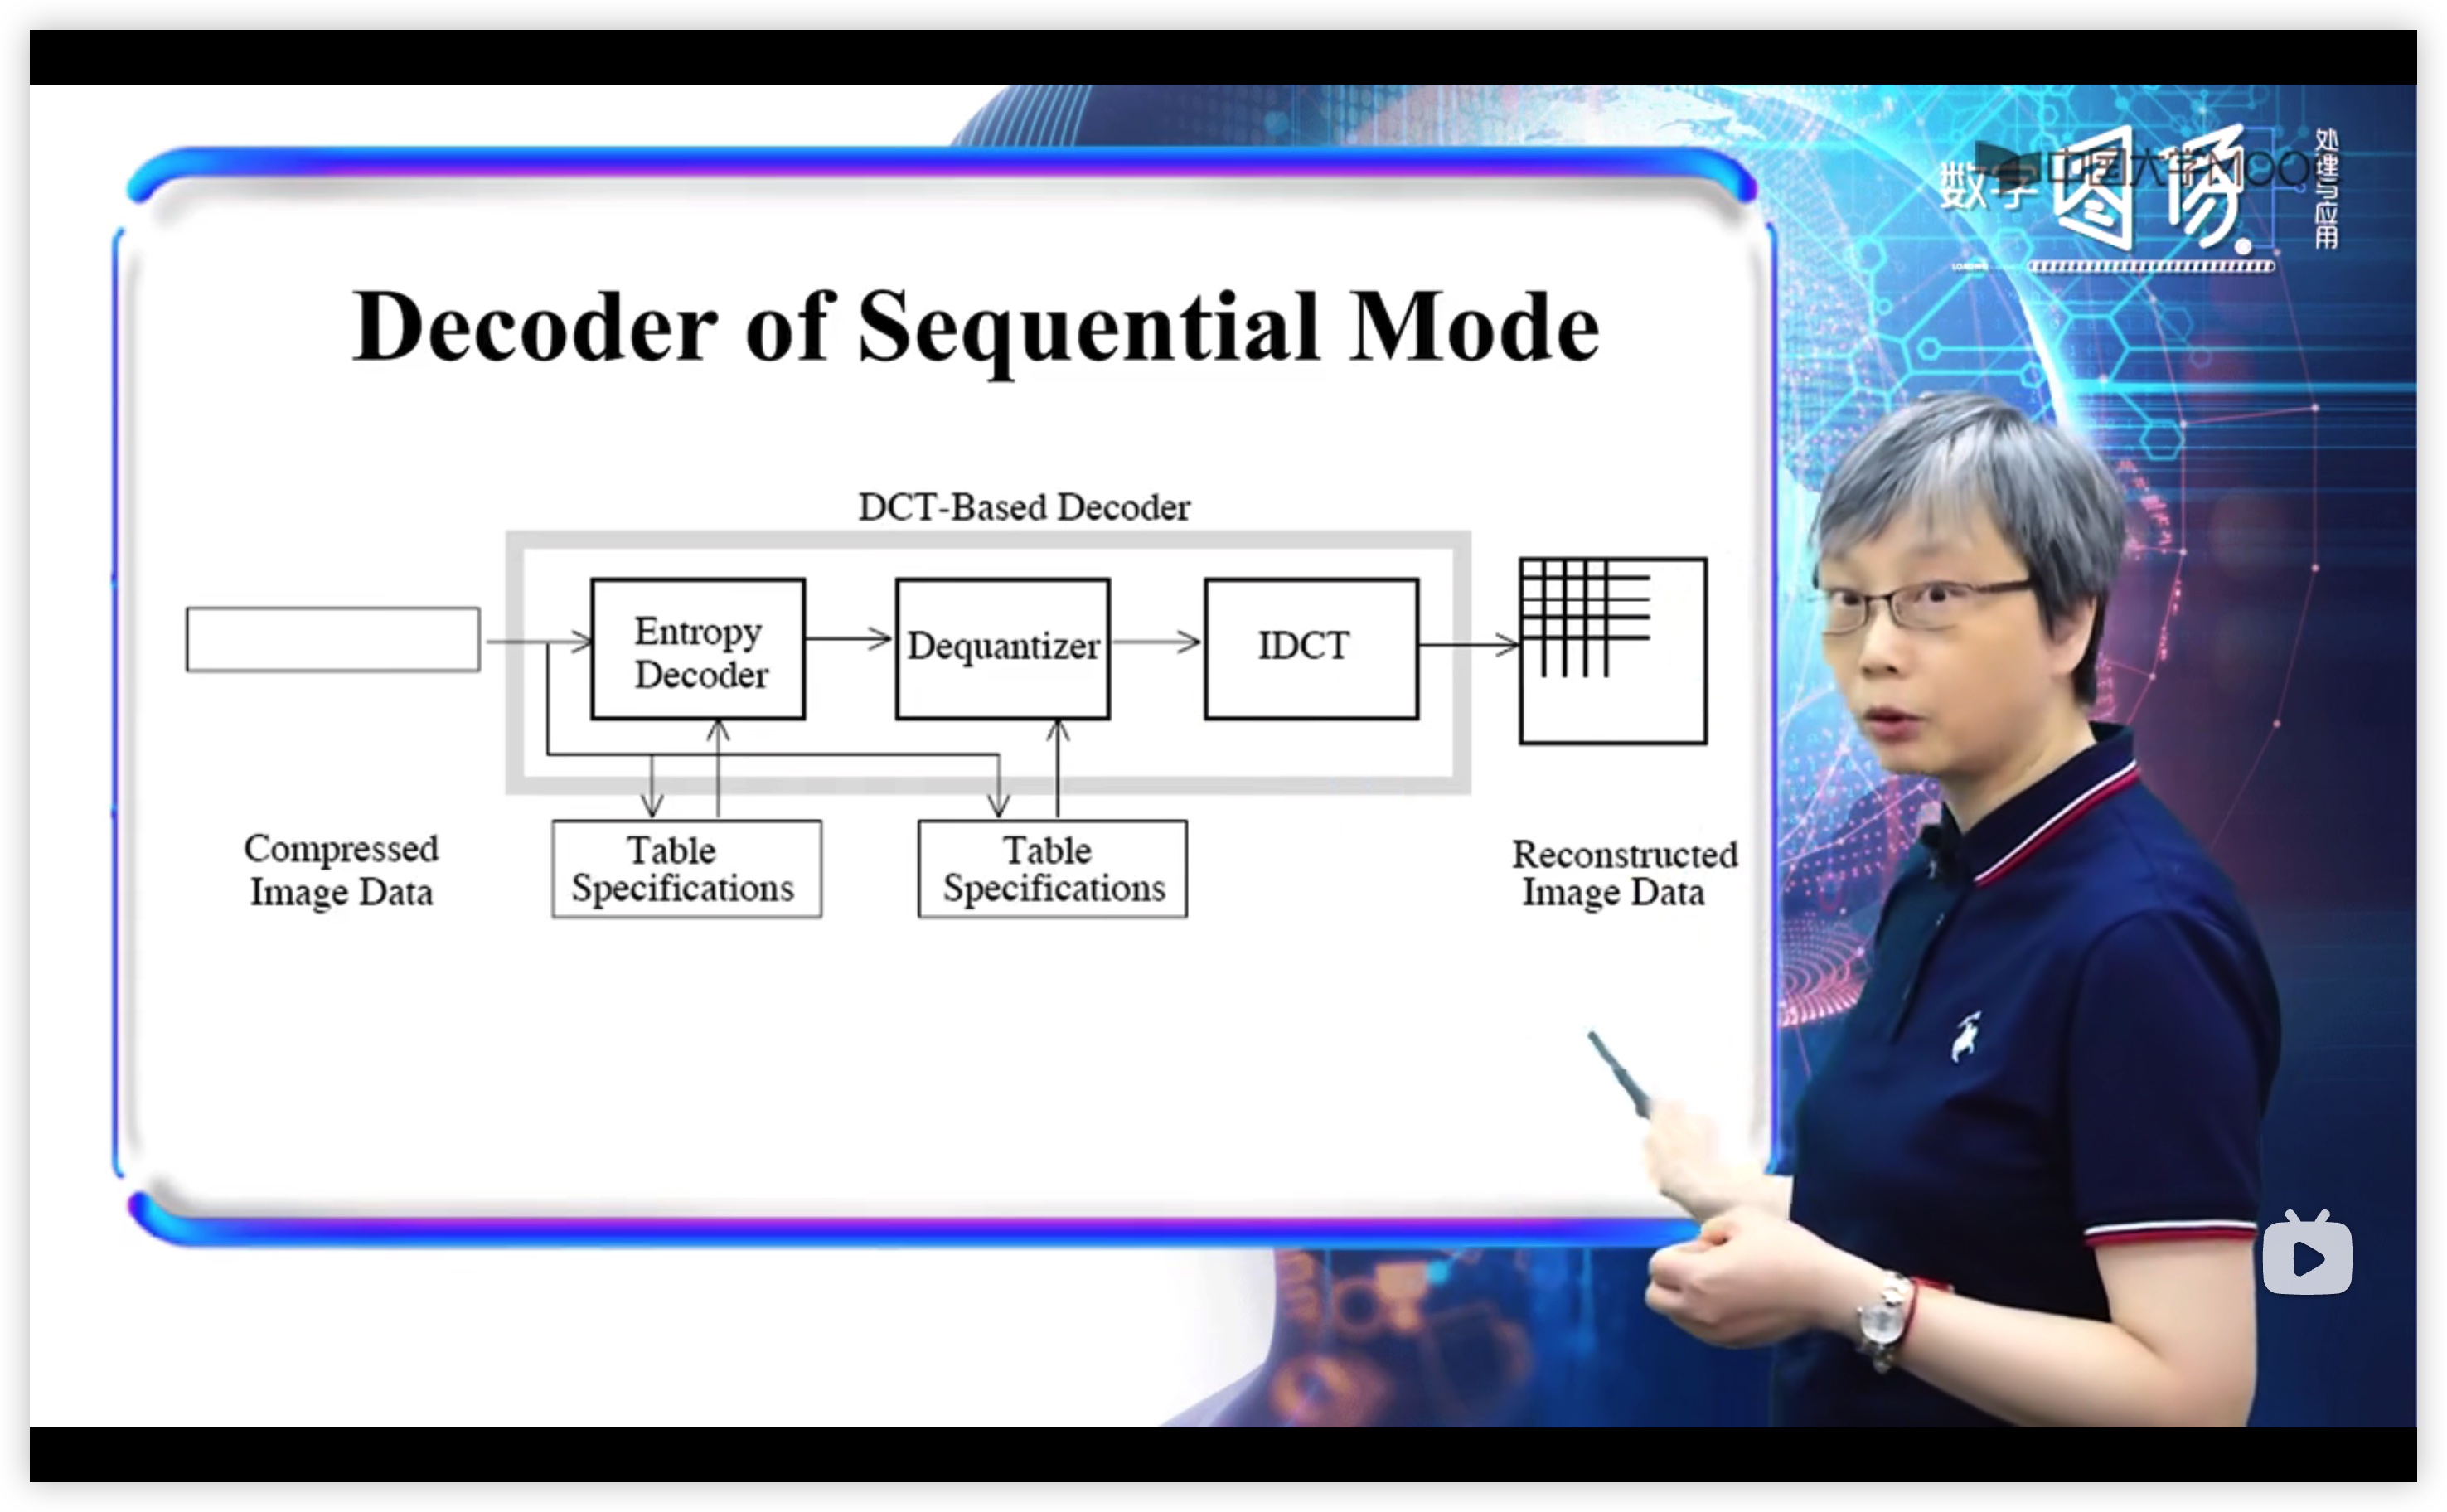 数字图像处理与应用
中国大学MOOC
LOADING
Decoder of Sequential Mode
DCT-Based Decoder
Entropy
Decoder
Dequantizer
IDCT
Compressed
Image Data
Table
Specifications
Table
Specifications
Reconstructed
Image Data